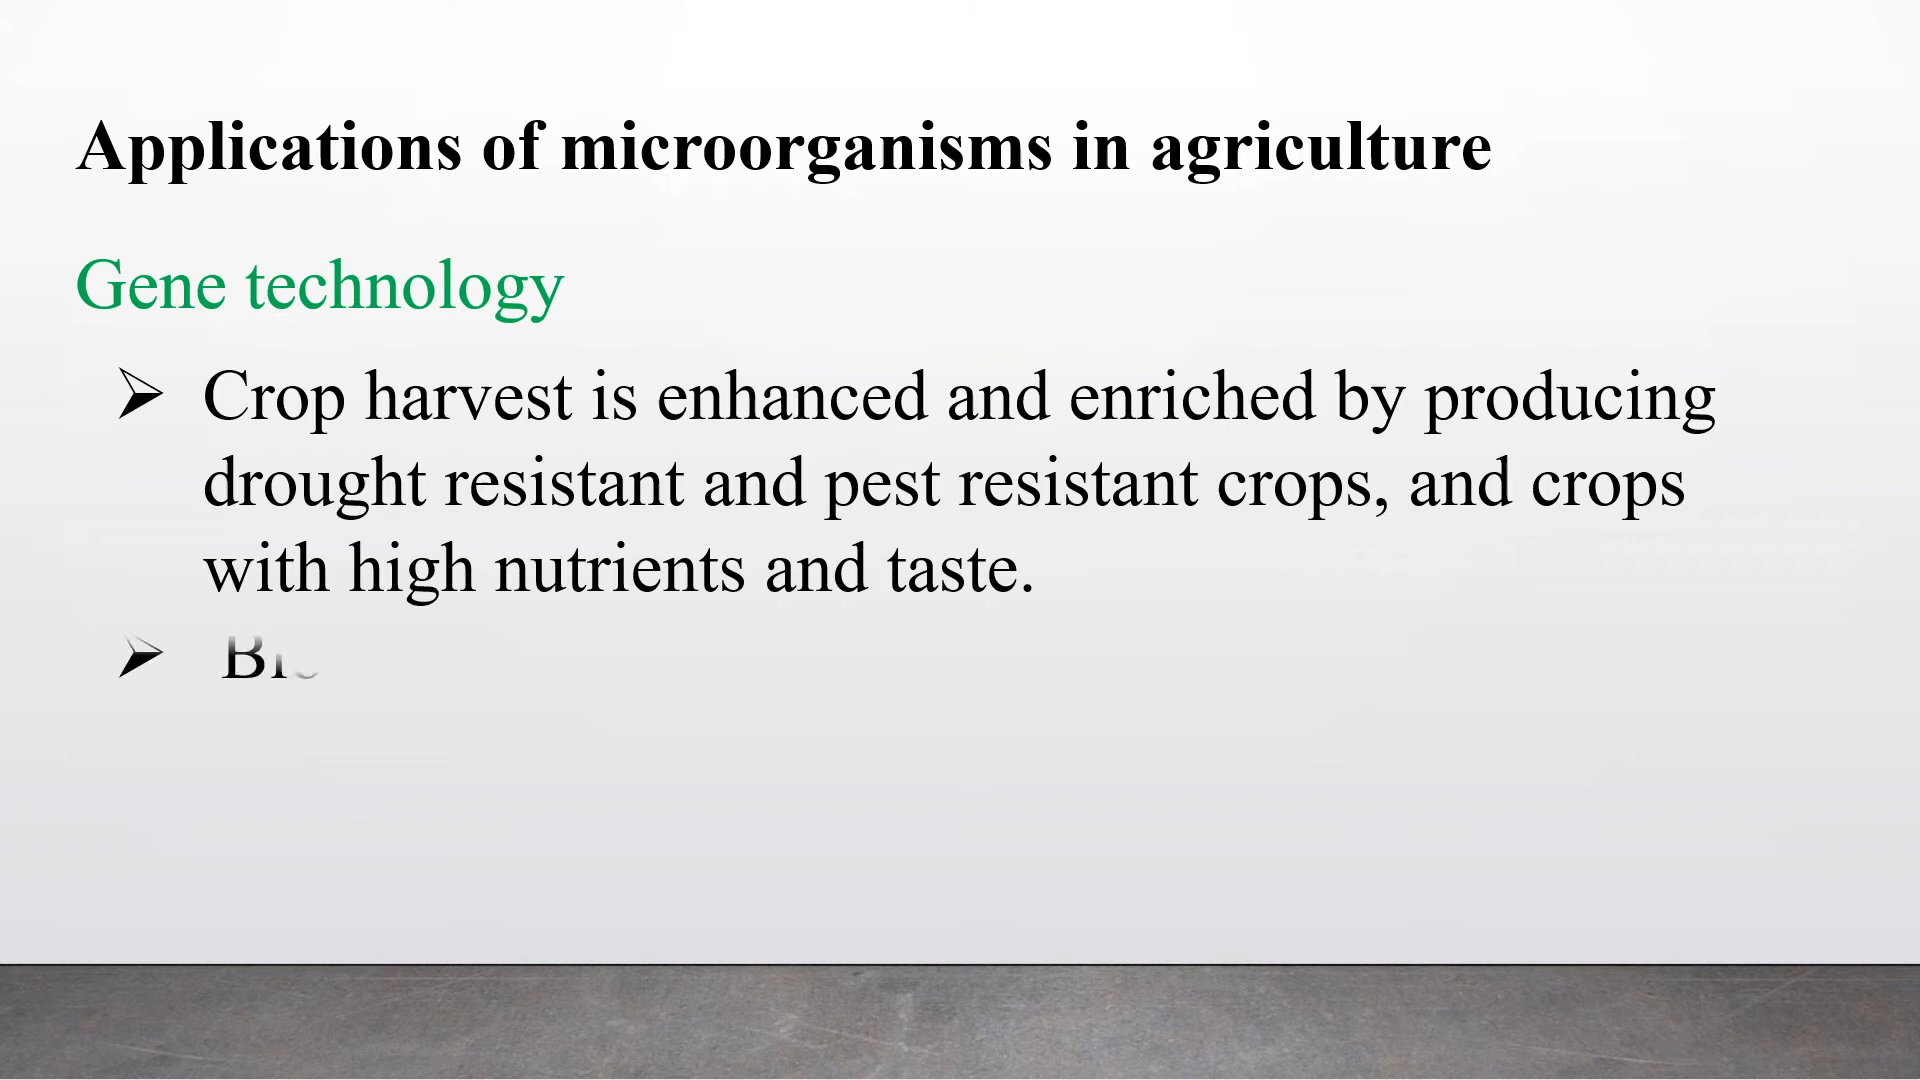 Applications of microorganisms in agriculture
Gene technology
➢ Crop harvest is enhanced and enriched by producing
drought resistant and pest resistant crops, and crops
with high nutrients and taste.